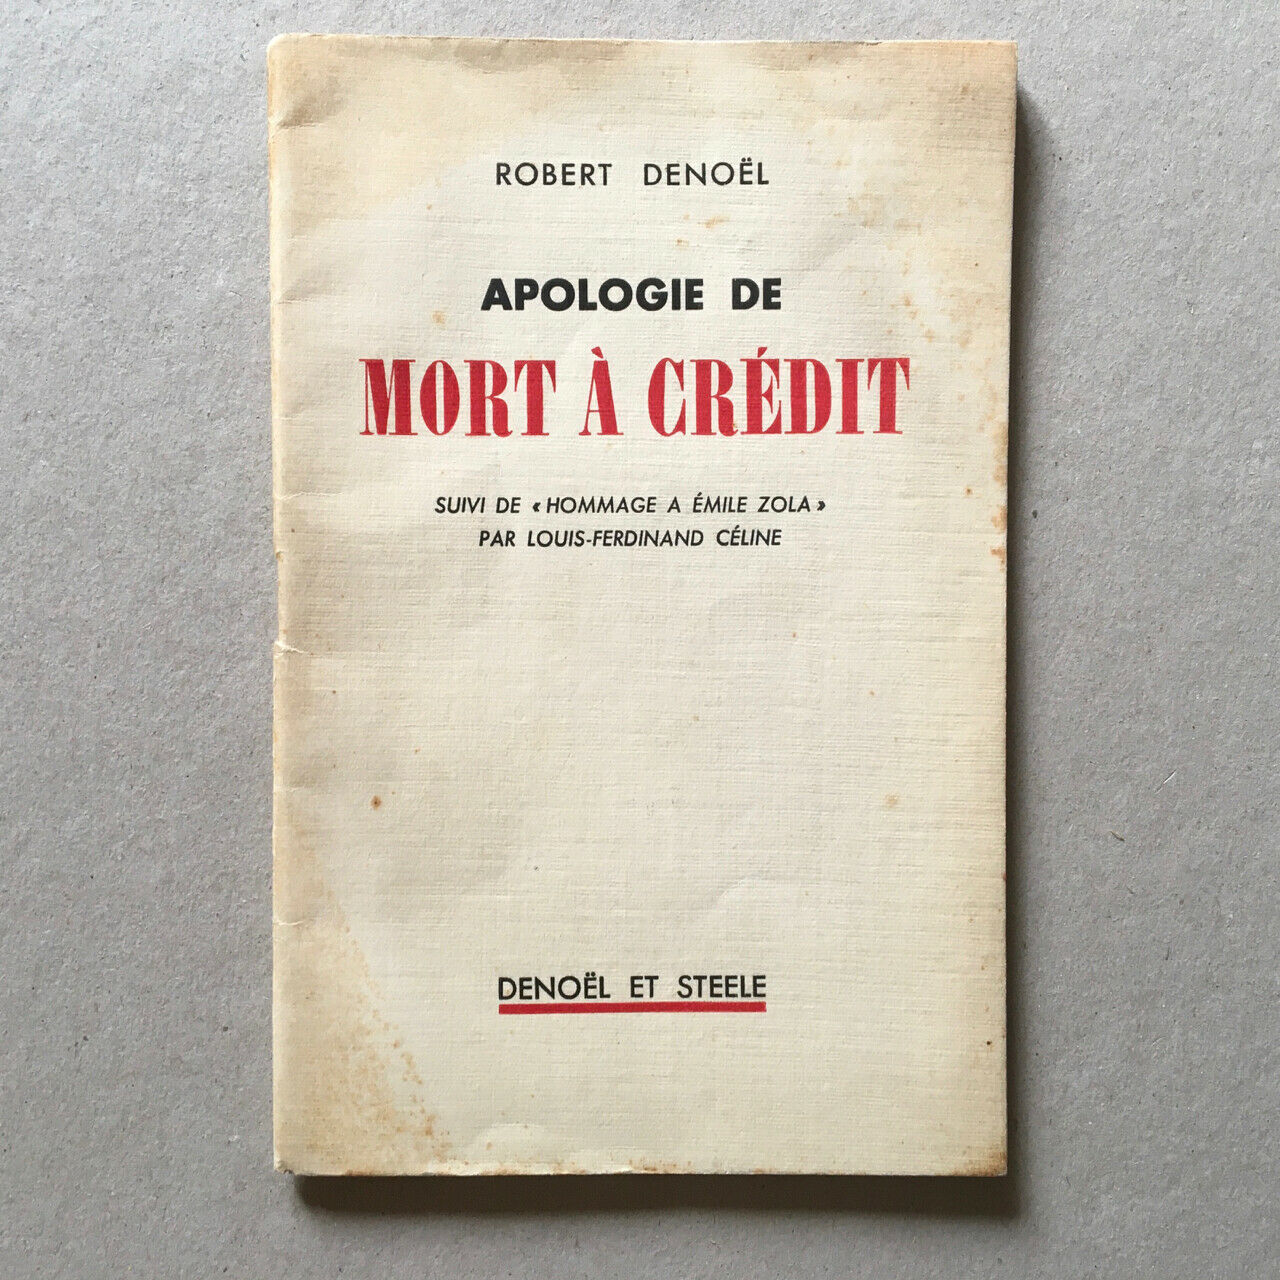 ROBERT DENOËL
APOLOGIE DE
MORT À CRÉDIT
SUIVI DE « HOMMAGE A ÉMILE ZOLA »
PAR LOUIS-FERDINAND CÉLINE
DENOËL ET STEELE